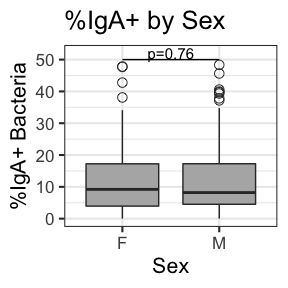 %IgA+ by Sex
p=0.76
%IgA+ Bacteria
50
40
30
20
10
0
F M
Sex